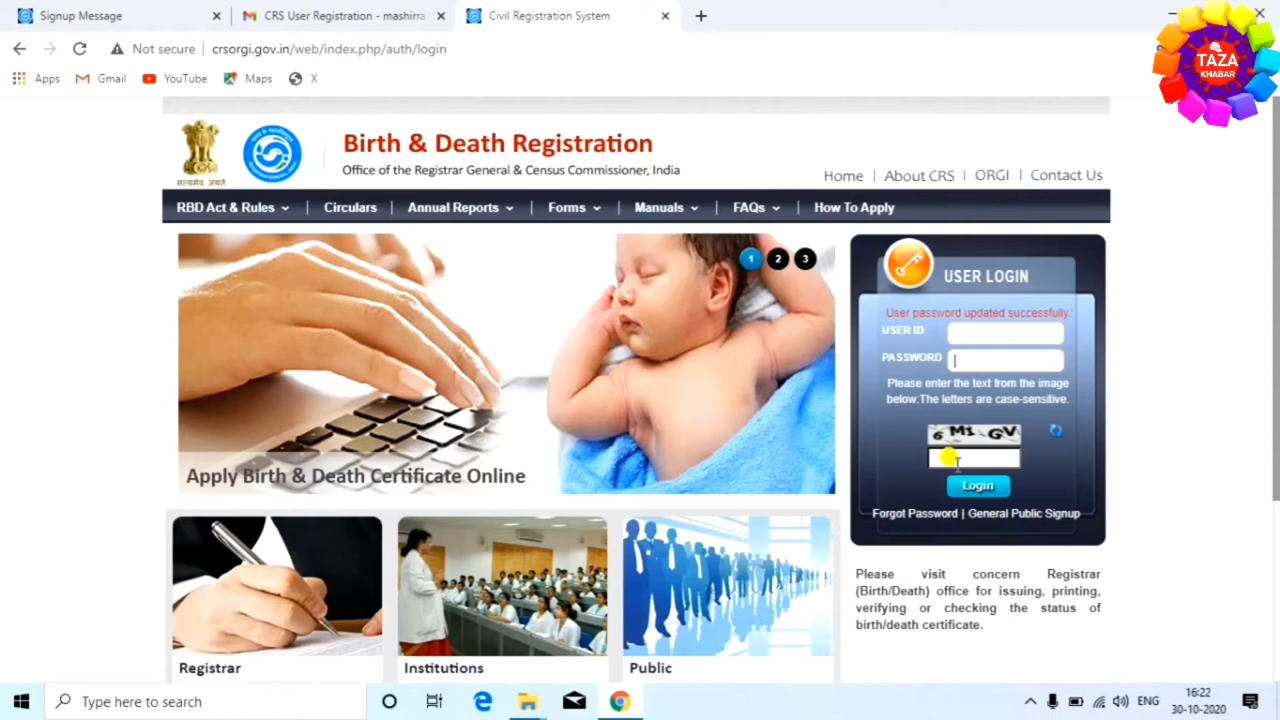 Signup Message
CRS User Registration - mashirra
Civil Registration System
Not secure | crsorgi.gov.in/web/index.php/auth/login
Apps Gmail YouTube Maps X
TAZA
KHABAR
सत्यमेव जयते
Birth & Death Registration
Office of the Registrar General & Census Commissioner, India
Home | About CRS | ORGI | Contact Us
RBD Act & Rules | Circulars | Annual Reports | Forms | Manuals | FAQs | How To Apply
1 2 3
Apply Birth & Death Certificate Online
USER LOGIN
User password updated successfully.'
USER ID
PASSWORD
Please enter the text from the image
below:The letters are case-sensitive.
6 M1 GV
Login
Forgot Password | General Public Signup
Please visit concern Registrar
(Birth/Death) office for issuing, printing,
verifying or checking the status of
birth/death certificate.
Registrar
Institutions
Public
Type here to search
ENG
16:22
30-10-2020